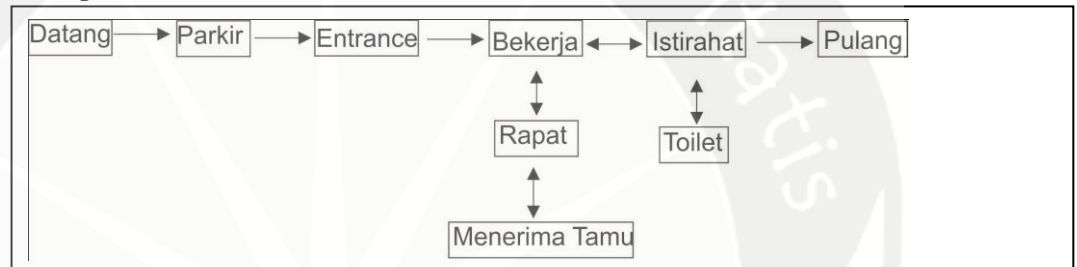 Datang Parkir Entrance Bekerja Istirahat Pulang
Rapat Toilet
Menerima Tamu